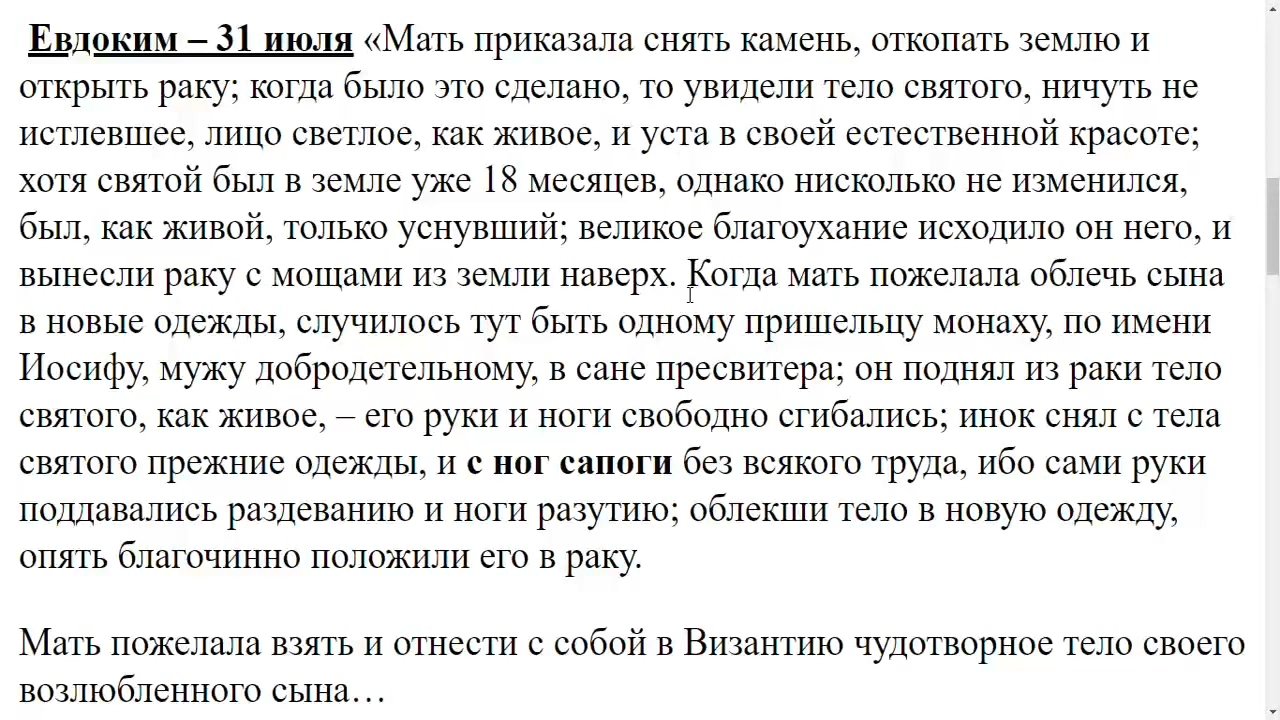 Евдоким – 31 июля «Мать приказала снять камень, откопать землю и
открыть раку; когда было это сделано, то увидели тело святого, ничуть не
истлевшее, лицо светлое, как живое, и уста в своей естественной красоте;
хотя святой был в земле уже 18 месяцев, однако нисколько не изменился,
был, как живой, только уснувший; великое благоухание исходило он него, и
вынесли раку с мощами из земли наверх. Когда мать пожелала облечь сына
в новые одежды, случилось тут быть одному пришельцу монаху, по имени
Иосифу, мужу добродетельному, в сане пресвитера; он поднял из раки тело
святого, как живое, – его руки и ноги свободно сгибались; инок снял с тела
святого прежние одежды, и с ног сапоги без всякого труда, ибо сами руки
поддавались раздеванию и ноги разутию; облекши тело в новую одежду,
опять благочинно положили его в раку.
Мать пожелала взять и отнести с собой в Византию чудотворное тело своего
возлюбленного сына…